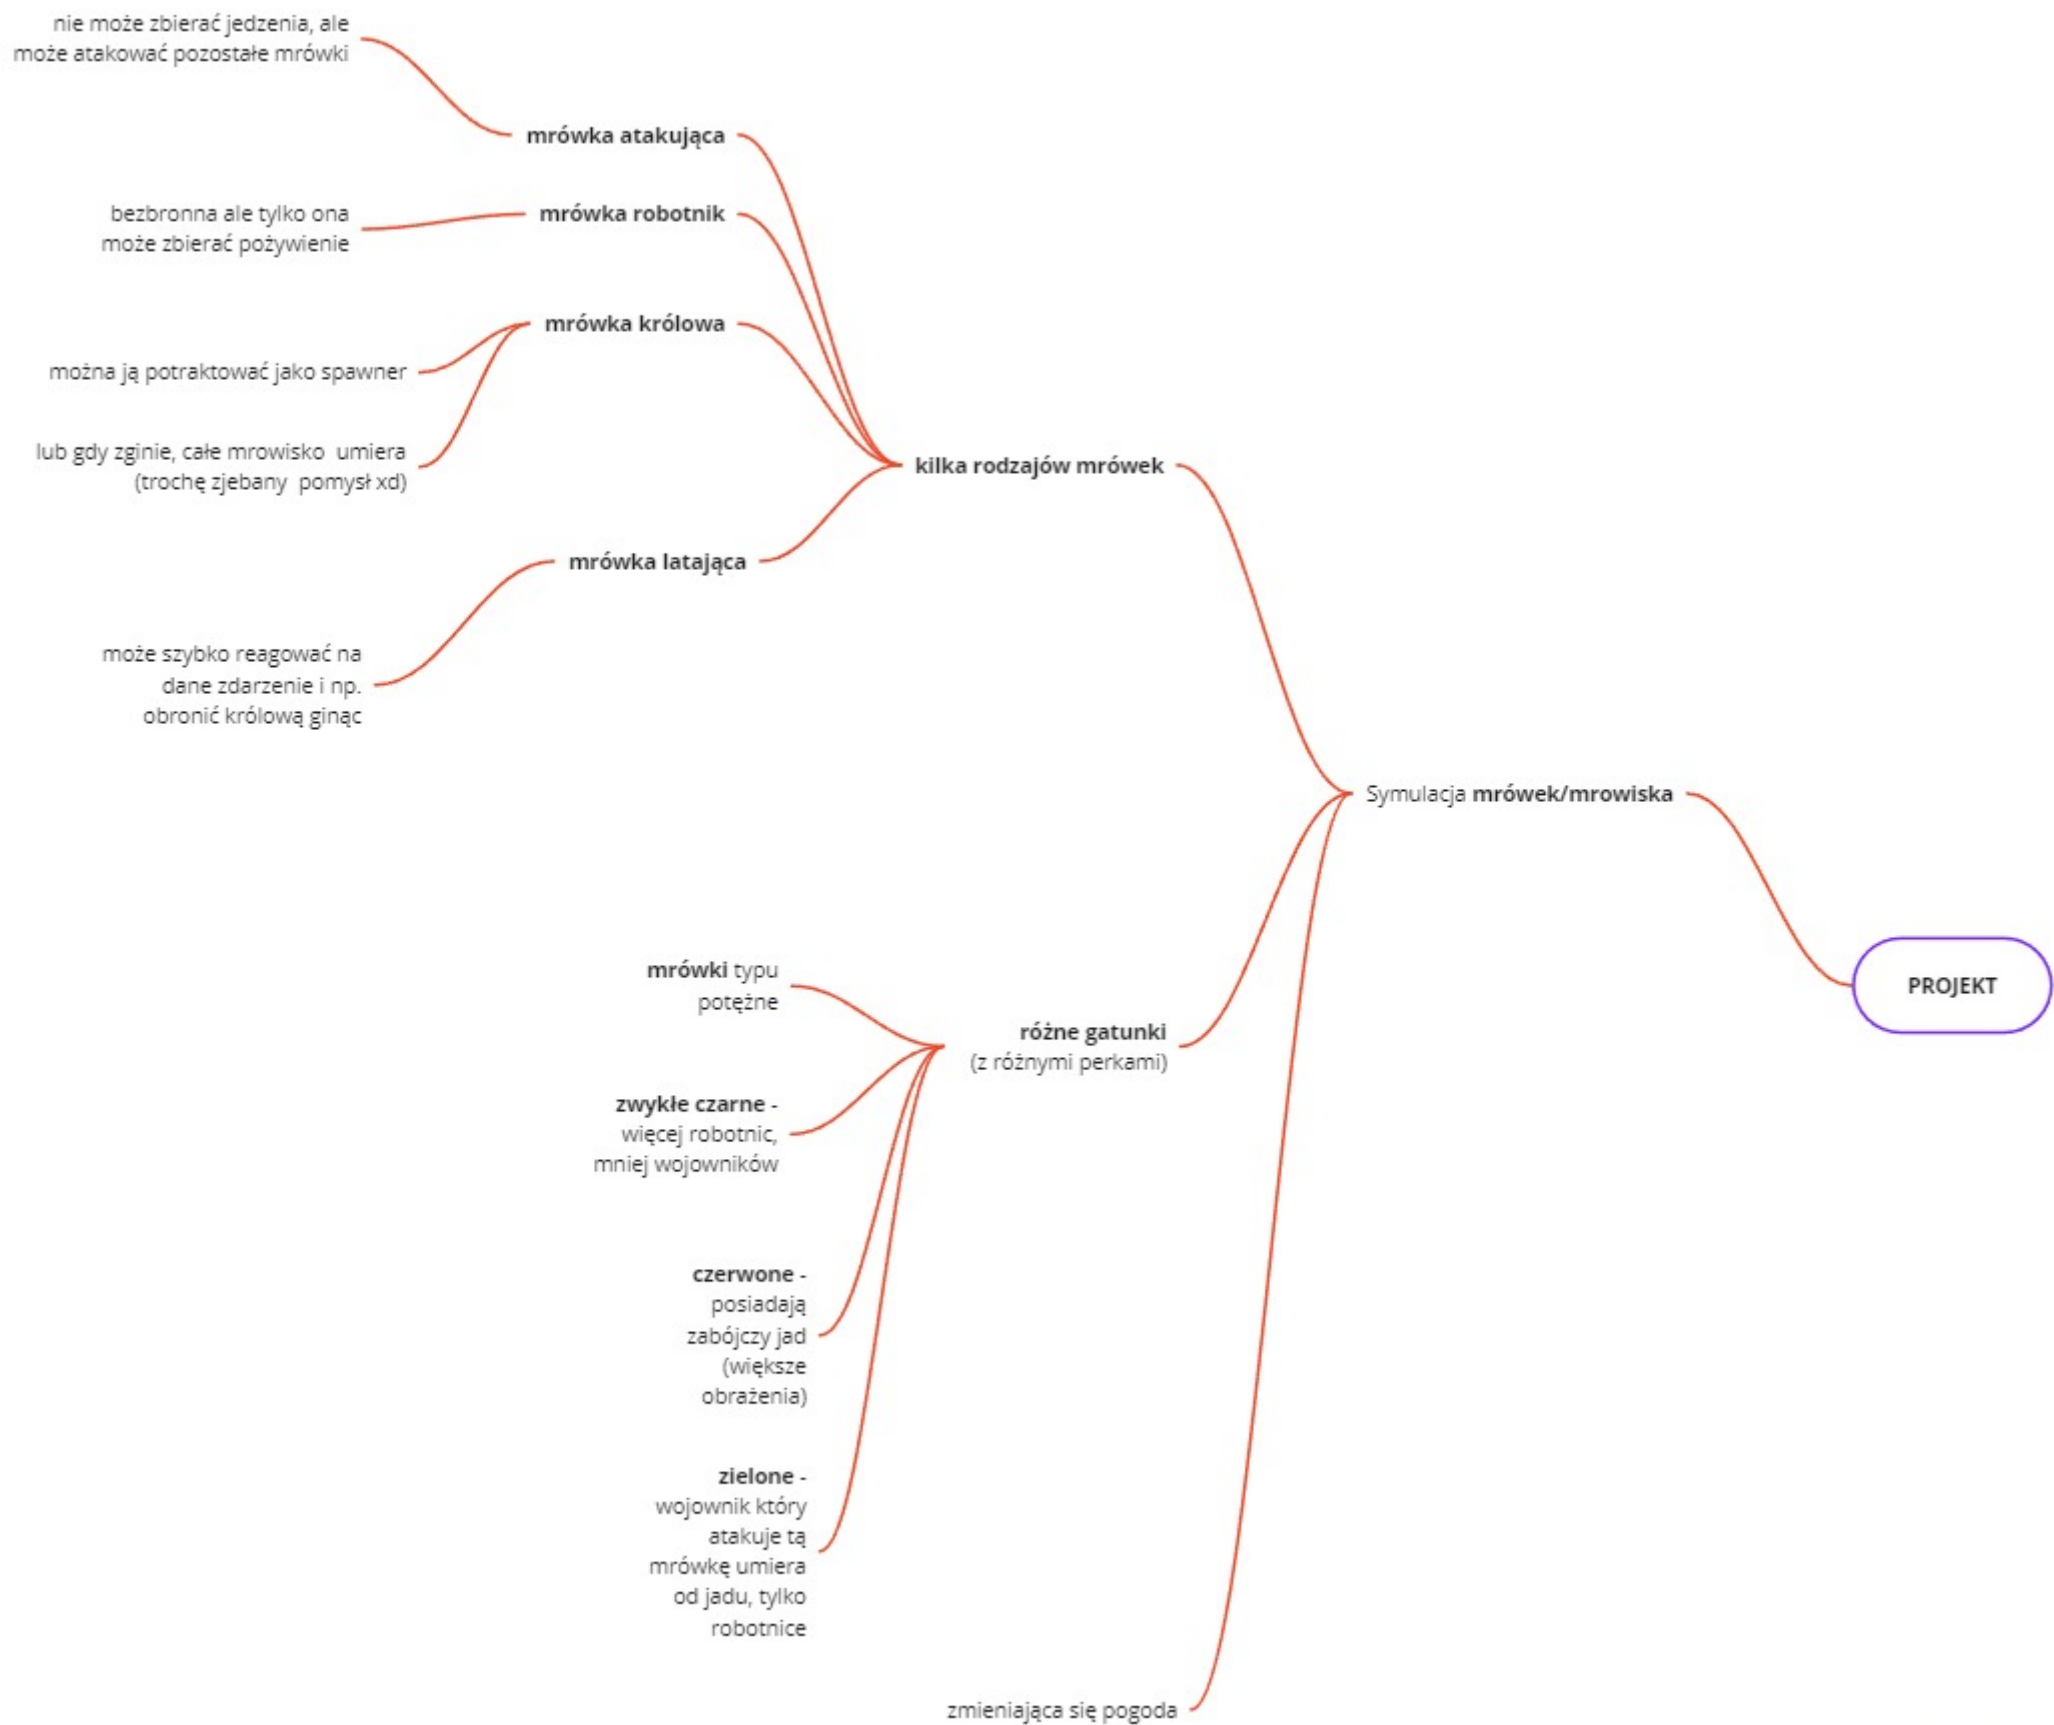 nie może zbierać jedzenia, ale
może atakować pozostałe mrówki
mrówka atakująca
bezbronna ale tylko ona
może zbierać pożywienie
mrówka robotnik
mrówka królowa
można ją potraktować jako spawner
lub gdy zginie, całe mrowisko umiera
(trochę zjebany pomysł xd)
kilka rodzajów mrówek
mrówka latająca
może szybko reagować na
dane zdarzenie i np.
obronić królową ginąc
Symulacja mrówek/mrowiska
PROJEKT
mrówki typu
potężne
różne gatunki
(z różnymi perkami)
zwykłe czarne -
więcej robotnic,
mniej wojowników
czerwone -
posiadają
zabójczy jad
(większe
obrażenia)
zielone -
wojownik który
atakuje tą
mrówkę umiera
od jadu, tylko
robotnice
zmieniająca się pogoda